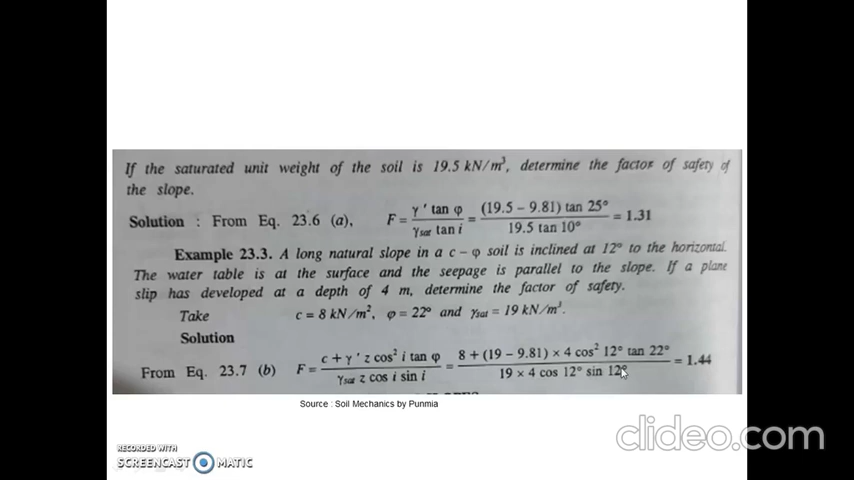 If the saturated unit weight of the soil is 19.5 kN/m³, determine the factor of safety of
the slope.
Solution : From Eq. 23.6 (a), F = γ' tan φ / γsat tan i = (19.5 − 9.81) tan 25° / 19.5 tan 10° = 1.31
Example 23.3. A long natural slope in a c − φ soil is inclined at 12° to the horizontal.
The water table is at the surface and the seepage is parallel to the slope. If a plane
slip has developed at a depth of 4 m, determine the factor of safety.
Take c = 8 kN/m², φ = 22° and γsat = 19 kN/m³.
Solution
From Eq. 23.7 (b) F = c + γ' z cos² i tan φ / γsat z cos i sin i = 8 + (19 − 9.81) × 4 cos² 12° tan 22° / 19 × 4 cos 12° sin 12° = 1.44
Source : Soil Mechanics by Punmia
RECORDED WITH
SCREENCAST MATIC
clideo.com